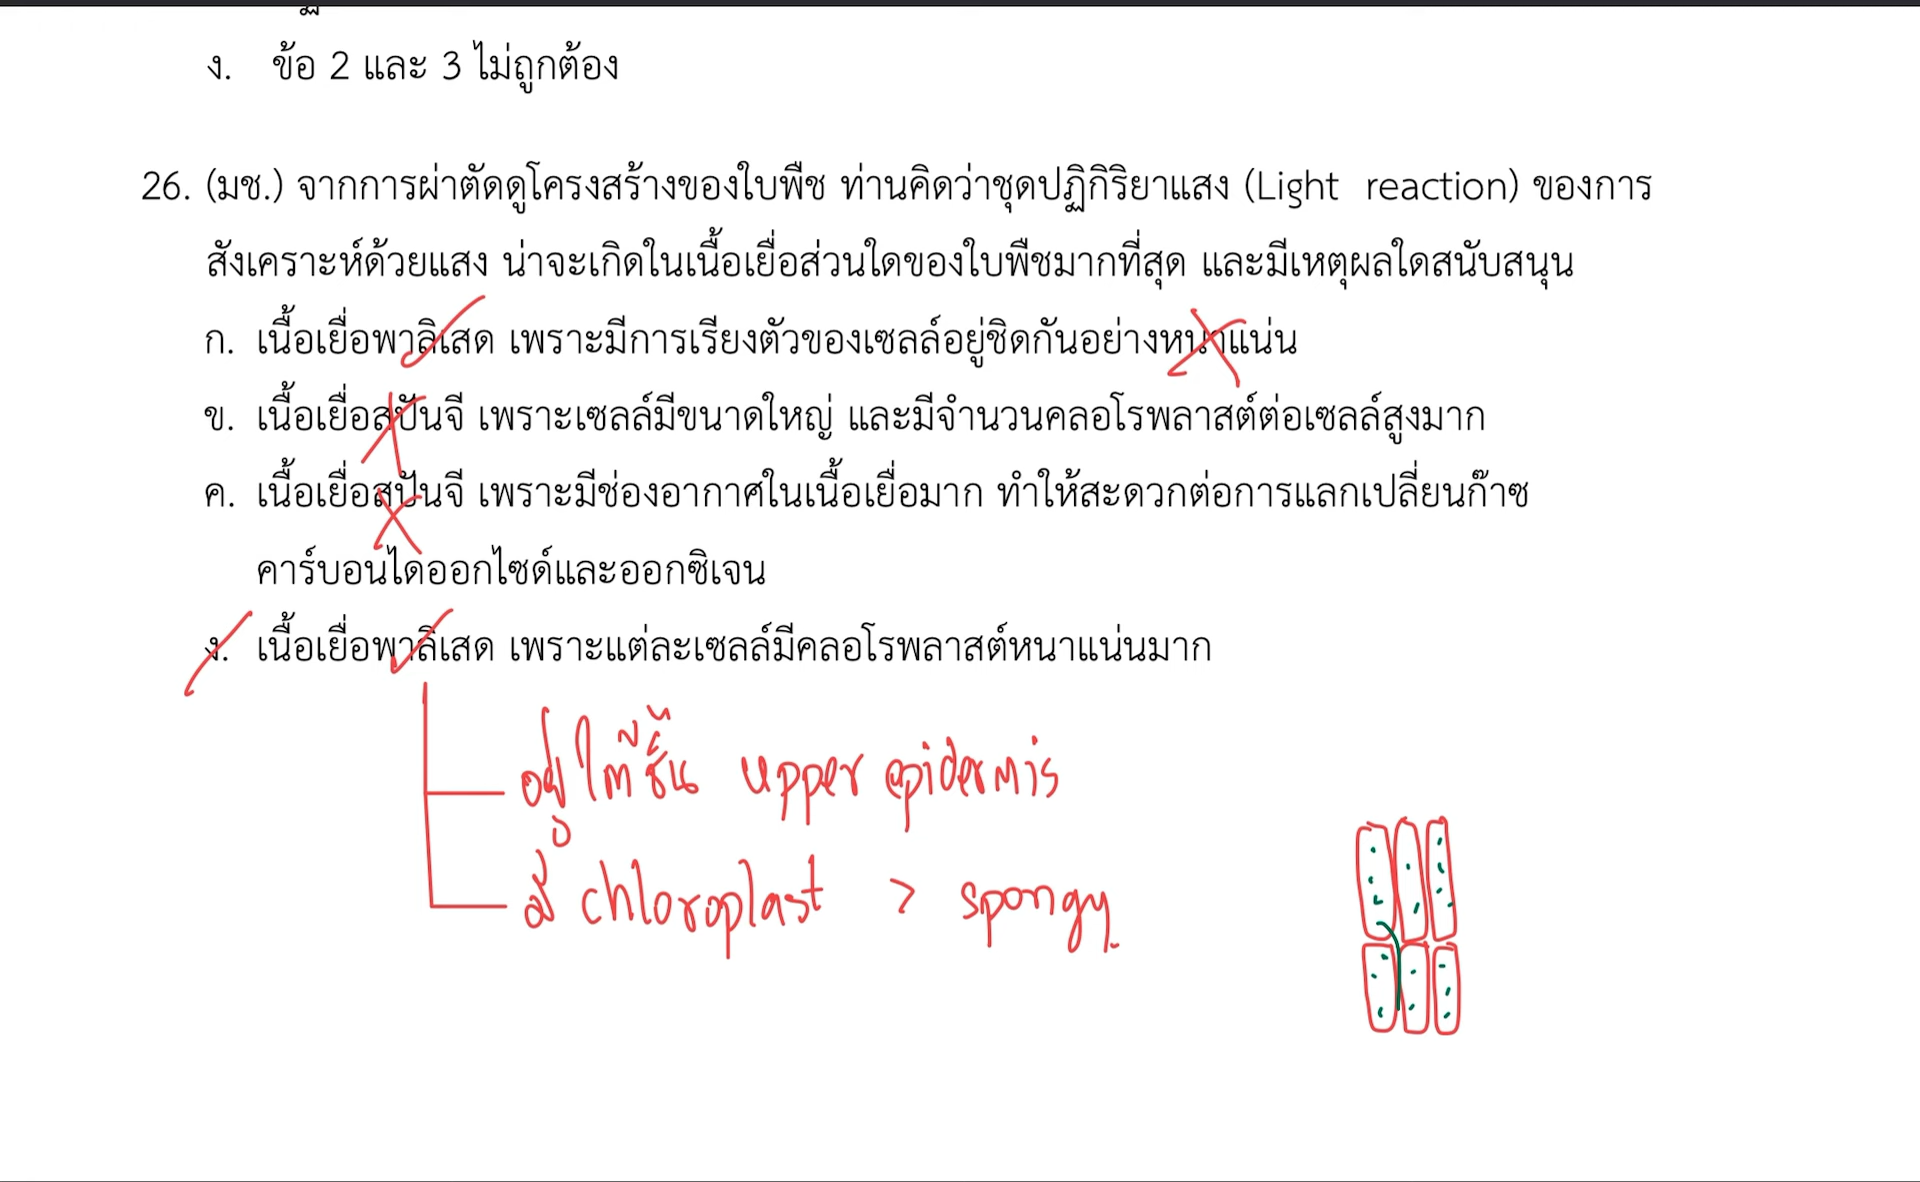 ง. ข้อ 2 และ 3 ไม่ถูกต้อง
26. (มช.) จากการผ่าตัดดูโครงสร้างของใบพืช ท่านคิดว่าชุดปฏิกิริยาแสง (Light reaction) ของการ
สังเคราะห์ด้วยแสง น่าจะเกิดในเนื้อเยื่อส่วนใดของใบพืชมากที่สุด และมีเหตุผลใดสนับสนุน
ก. เนื้อเยื่อพาลิเสด เพราะมีการเรียงตัวของเซลล์อยู่ชิดกันอย่างหนาแน่น
ข. เนื้อเยื่อสปันจี เพราะเซลล์มีขนาดใหญ่ และมีจำนวนคลอโรพลาสต์ต่อเซลล์สูงมาก
ค. เนื้อเยื่อสปันจี เพราะมีช่องอากาศในเนื้อเยื่อมาก ทำให้สะดวกต่อการแลกเปลี่ยนก๊าซ
คาร์บอนไดออกไซด์และออกซิเจน
ง. เนื้อเยื่อพาลิเสด เพราะแต่ละเซลล์มีคลอโรพลาสต์หนาแน่นมาก
อยู่ใต้ชั้น upper epidermis
มี chloroplast > spongy